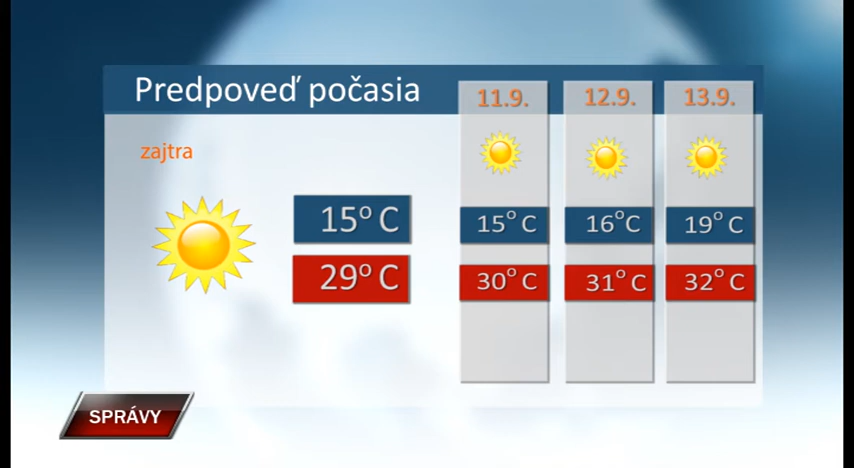 Predpoveď počasia
zajtra
15° C
29° C
11.9.
15° C
30° C
12.9.
16°C
31° C
13.9.
19° C
32° C
SPRÁVY